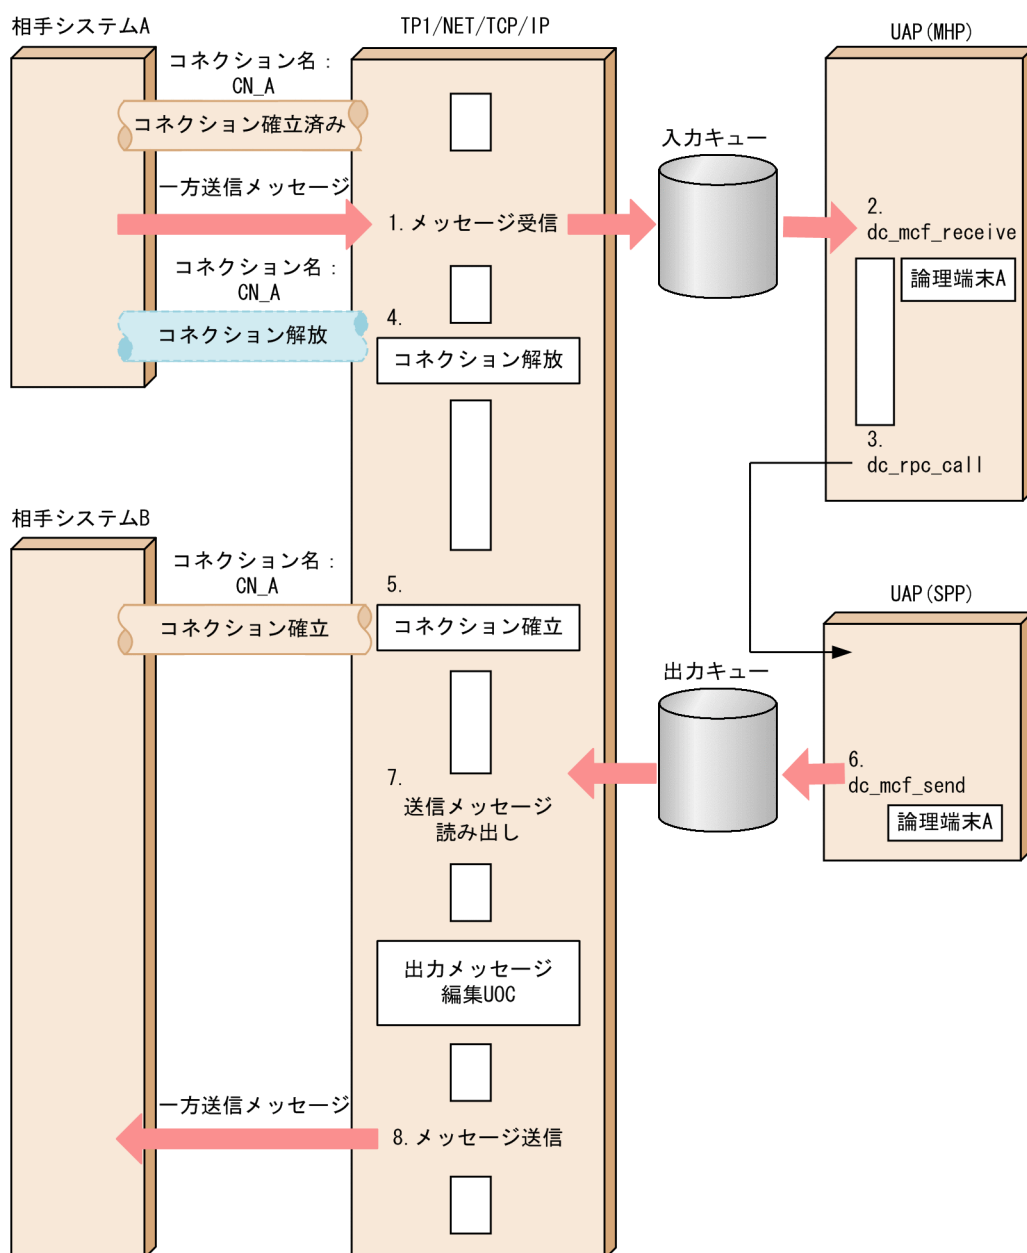 相手システムA
TP1/NET/TCP/IP
UAP(MHP)
コネクション名：
CN_A
コネクション確立済み
入力キュー
一方送信メッセージ
1.メッセージ受信
2.
dc_mcf_receive
論理端末A
コネクション名：
CN_A
コネクション解放
4.
コネクション解放
3.
dc_rpc_call
相手システムB
コネクション名：
CN_A
コネクション確立
5.
コネクション確立
UAP(SPP)
出力キュー
6.
dc_mcf_send
論理端末A
7.
送信メッセージ
読み出し
出力メッセージ
編集UOC
一方送信メッセージ
8.メッセージ送信